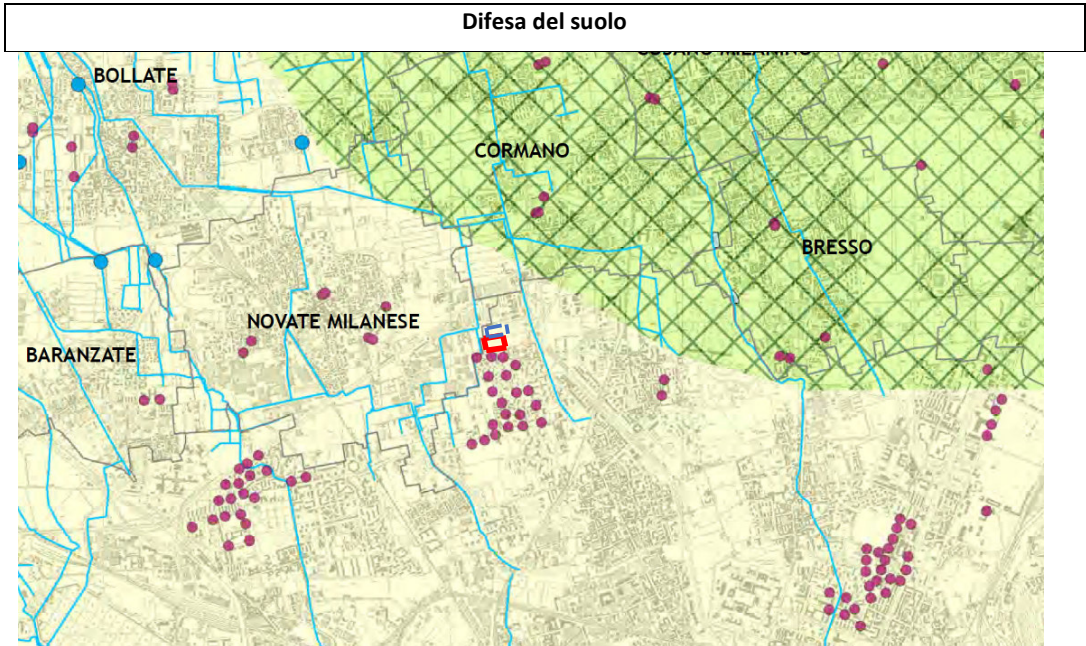 Difesa del suolo
BOLLATE
CORMANO
BRESSO
NOVATE MILANESE
BARANZATE